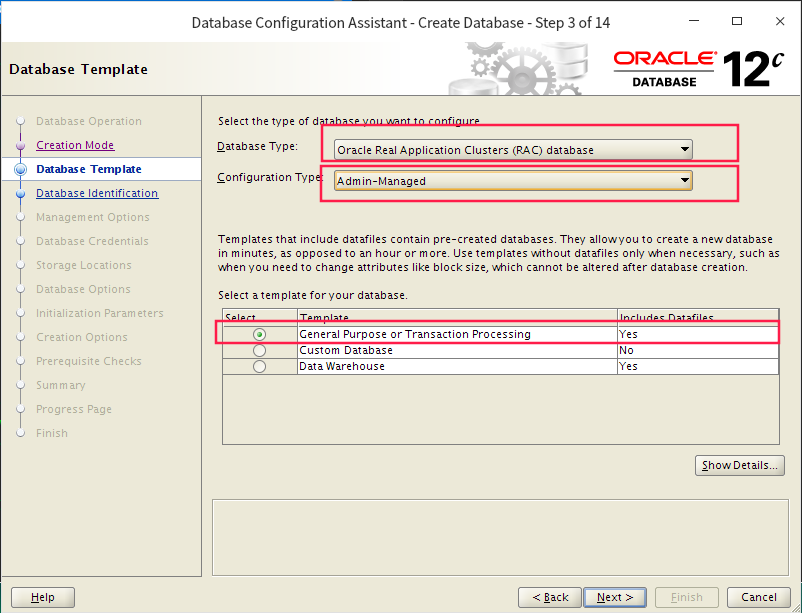 Database Configuration Assistant - Create Database - Step 3 of 14
Database Template
ORACLE
DATABASE
12c
Database Operation
Creation Mode
Database Template
Database Identification
Management Options
Database Credentials
Storage Locations
Database Options
Initialization Parameters
Creation Options
Prerequisite Checks
Summary
Progress Page
Finish
Select the type of database you want to configure.
Database Type: Oracle Real Application Clusters (RAC) database
Configuration Type: Admin-Managed
Templates that include datafiles contain pre-created databases. They allow you to create a new database
in minutes, as opposed to an hour or more. Use templates without datafiles only when necessary, such as
when you need to change attributes like block size, which cannot be altered after database creation.
Select a template for your database.
Select Template Includes Datafiles
General Purpose or Transaction Processing Yes
Custom Database No
Data Warehouse Yes
Show Details...
Help < Back Next > Finish Cancel